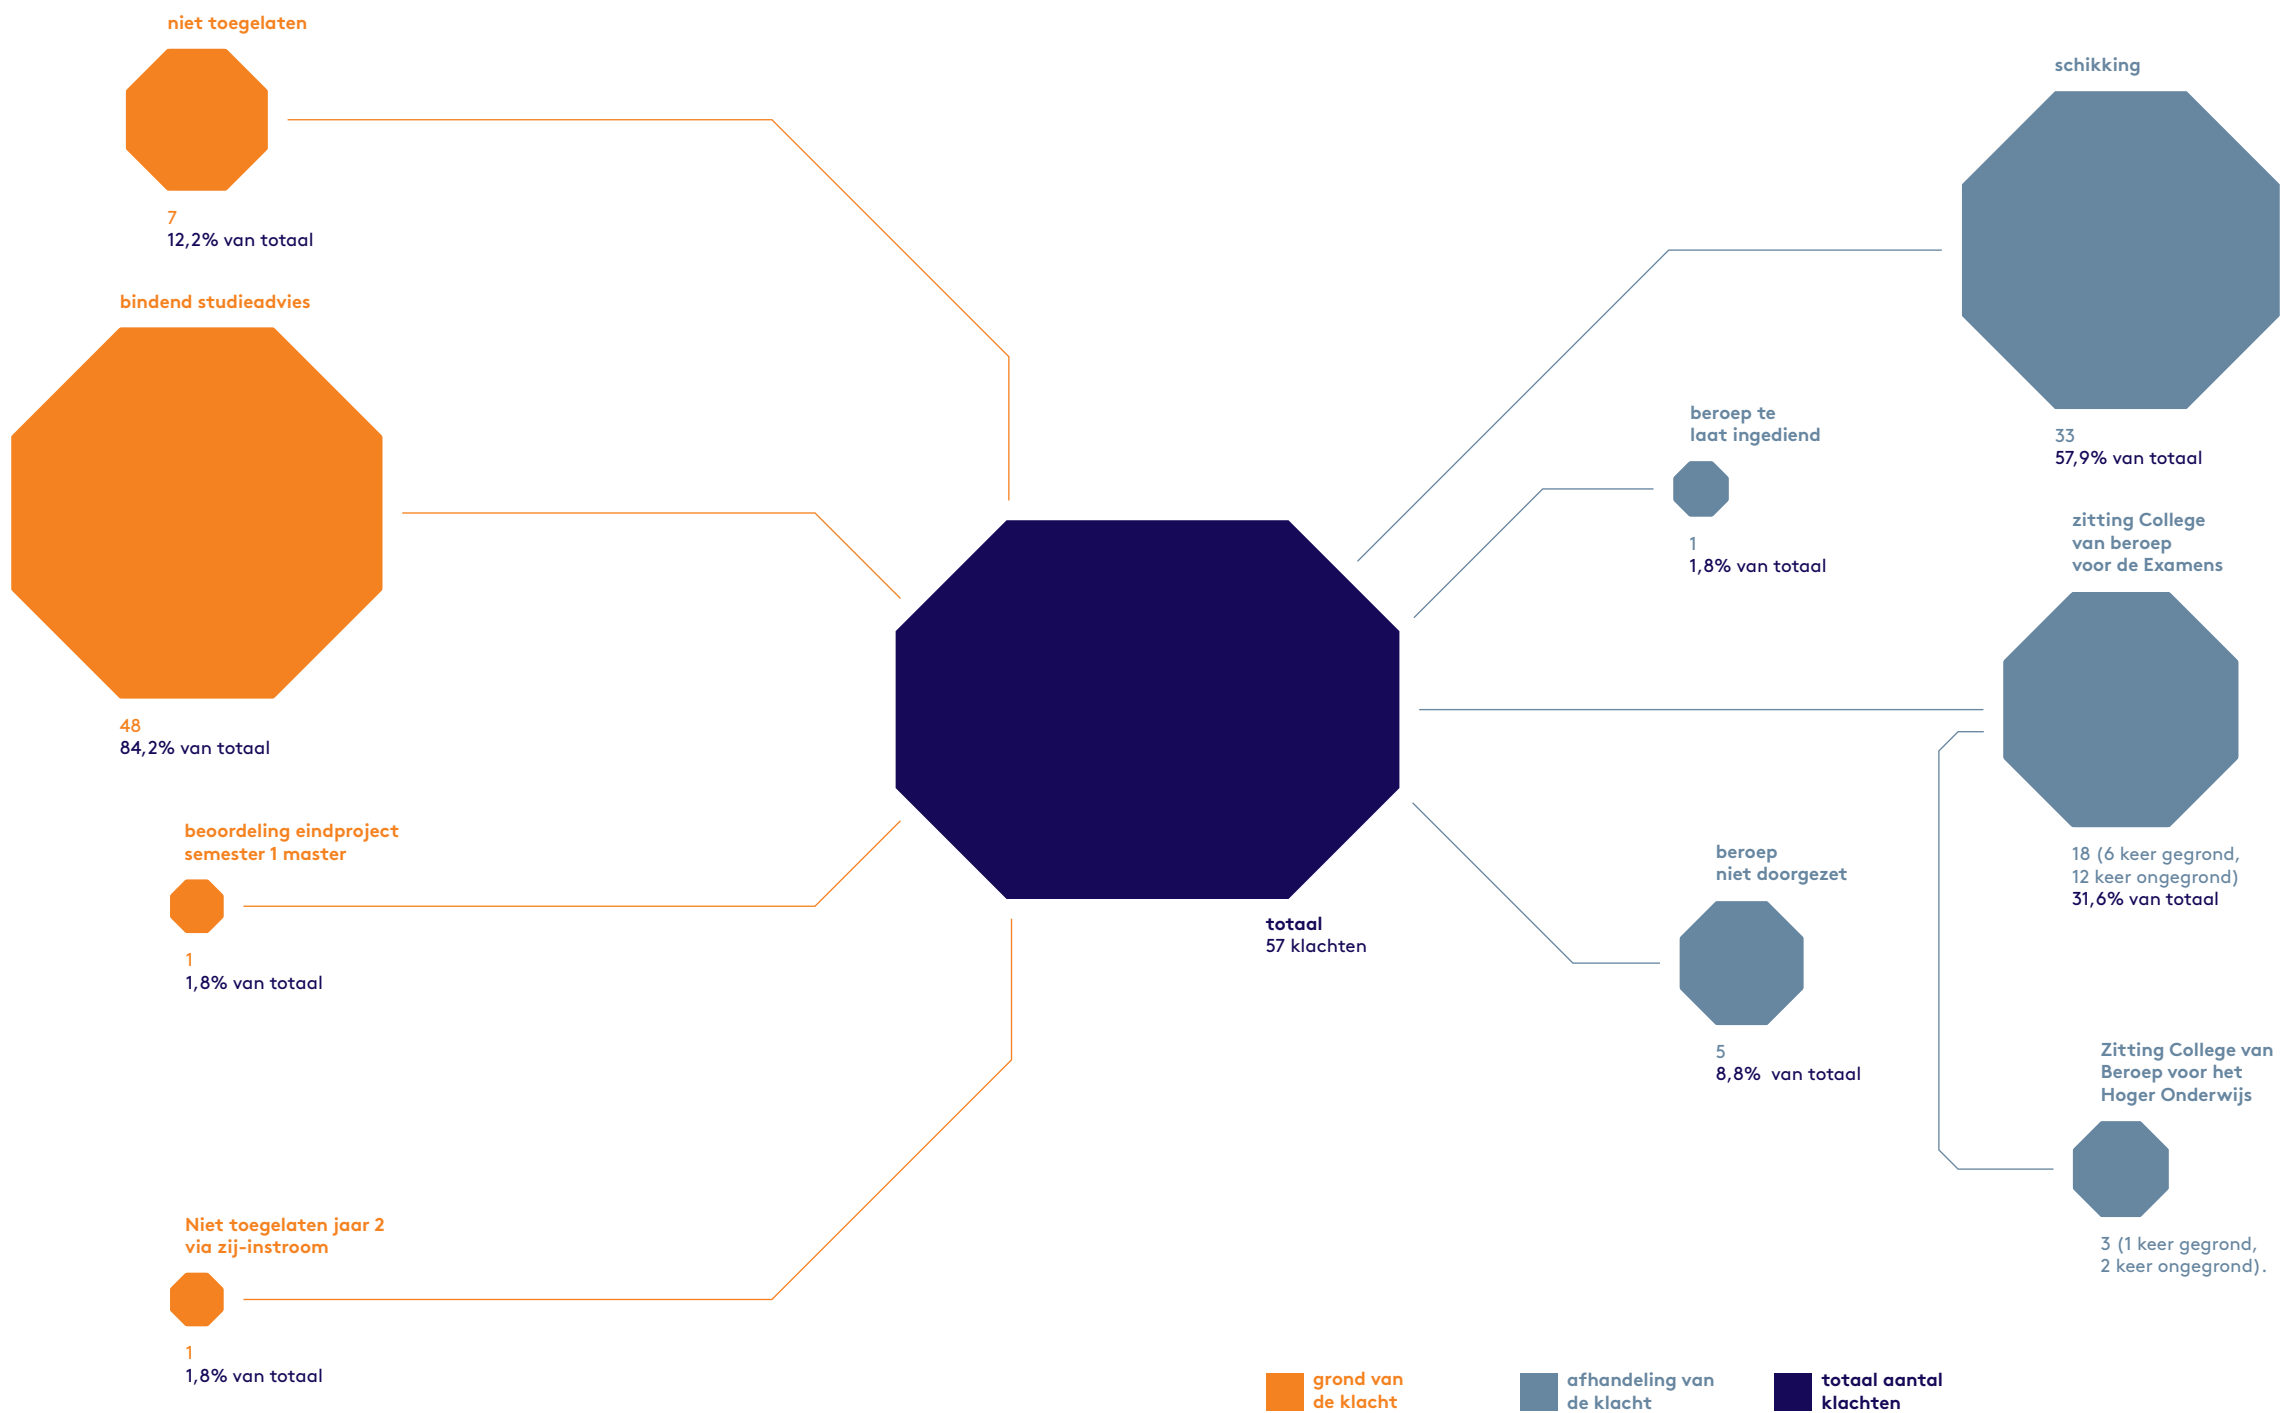 niet toegelaten
7
12,2% van totaal
bindend studieadvies
48
84,2% van totaal
beoordeling eindproject
semester 1 master
1
1,8% van totaal
Niet toegelaten jaar 2
via zij-instroom
1
1,8% van totaal
totaal
57 klachten
schikking
33
57,9% van totaal
beroep te
laat ingediend
1
1,8% van totaal
zitting College
van beroep
voor de Examens
18 (6 keer gegrond,
12 keer ongegrond)
31,6% van totaal
beroep
niet doorgezet
5
8,8% van totaal
Zitting College van
Beroep voor het
Hoger Onderwijs
3 (1 keer gegrond,
2 keer ongegrond).
grond van
de klacht
afhandeling van
de klacht
totaal aantal
klachten